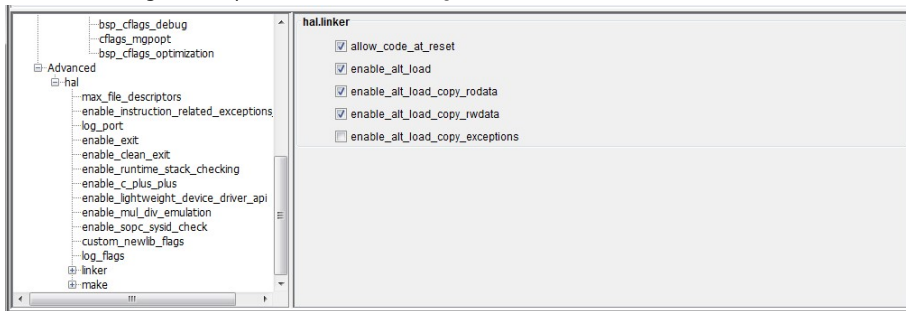 bsp_cflags_debug
cflags_mgpopt
bsp_cflags_optimization
Advanced
hal
max_file_descriptors
enable_instruction_related_exceptions_
log_port
enable_exit
enable_clean_exit
enable_runtime_stack_checking
enable_c_plus_plus
enable_lightweight_device_driver_api
enable_mul_div_emulation
enable_sopc_sysid_check
custom_newlib_flags
log_flags
linker
make
hal.linker
allow_code_at_reset
enable_alt_load
enable_alt_load_copy_rodata
enable_alt_load_copy_rwdata
enable_alt_load_copy_exceptions